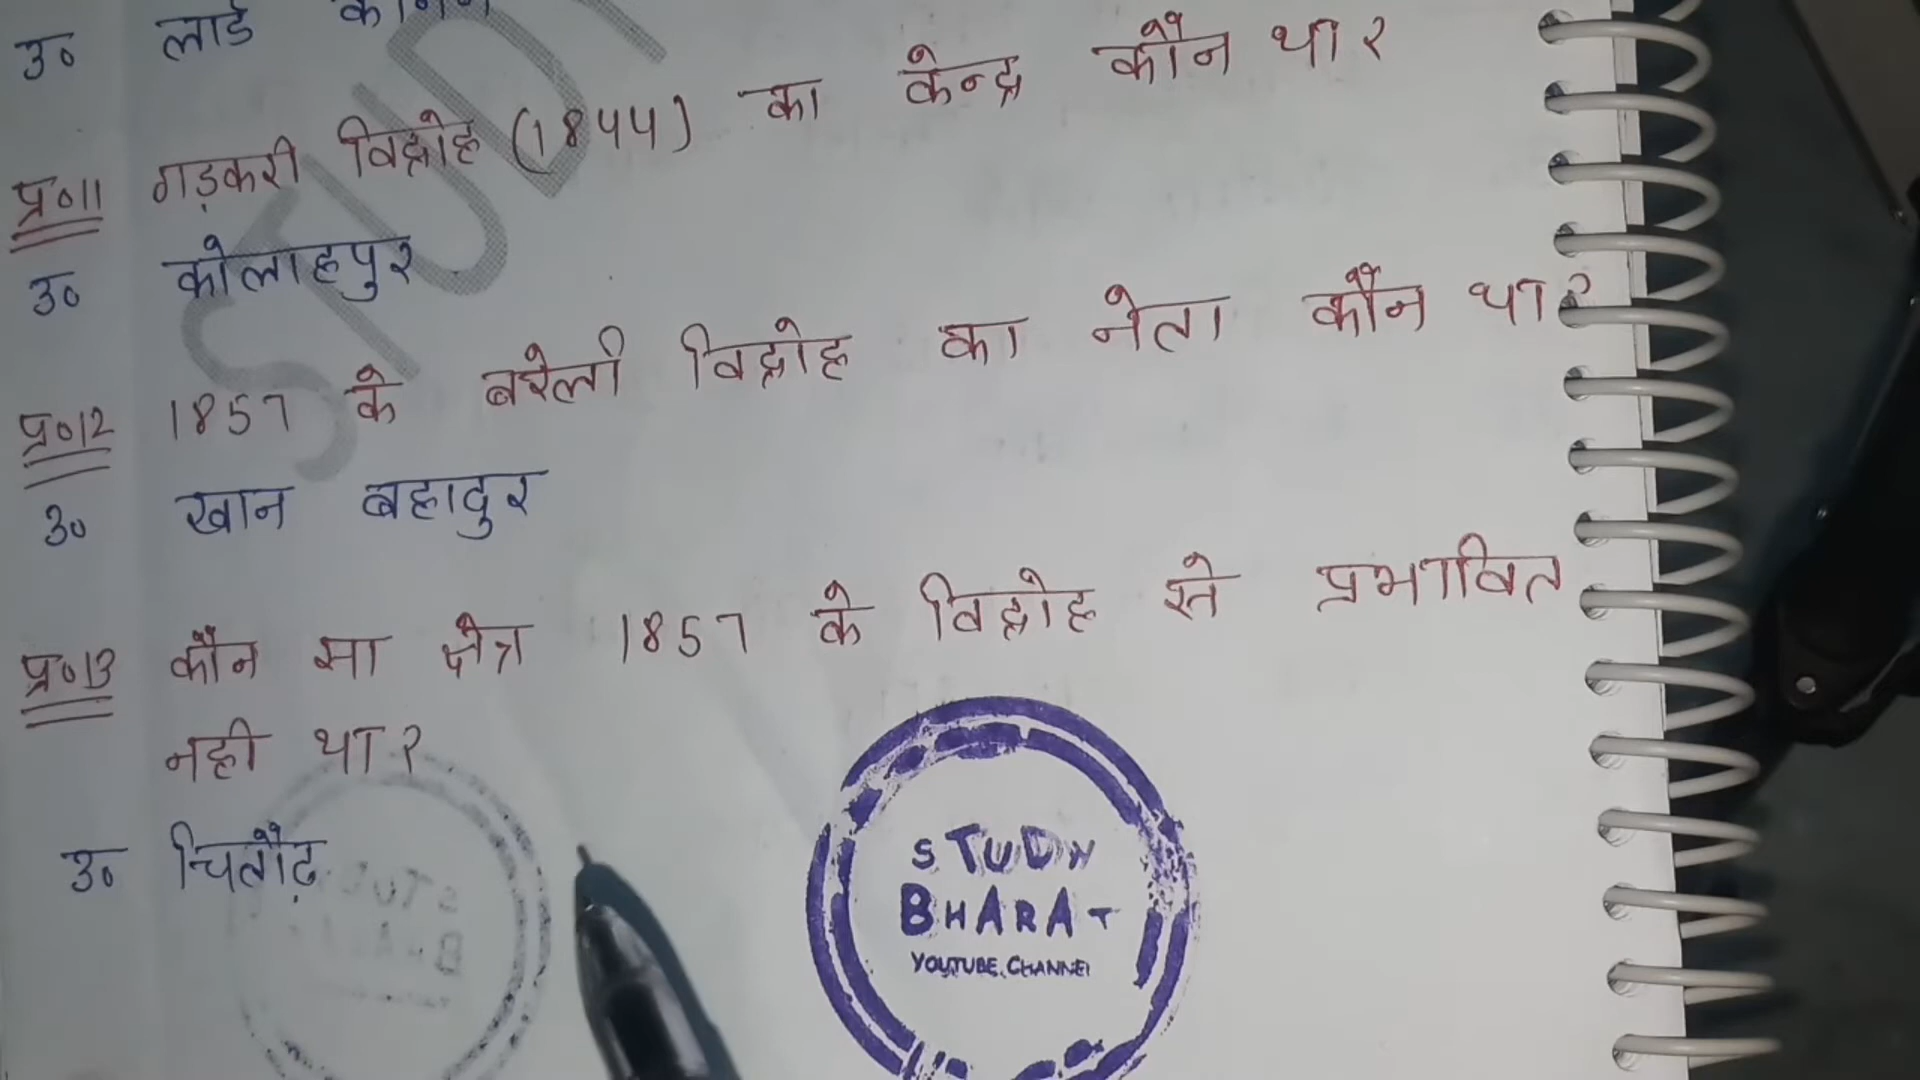 उ० लार्ड
प्र०11 गड़करी विद्रोह (1844) का केन्द्र कौन था ?
उ० कोलाहपुर
प्र०12 1857 के बरेली विद्रोह का नेता कौन था ?
उ० खान बहादुर
प्र०13 कौन सा क्षेत्र 1857 के विद्रोह से प्रभावित
नही था ?
उ० चितौढ़
STUDY
BHARAT
YOUTUBE CHANNEL